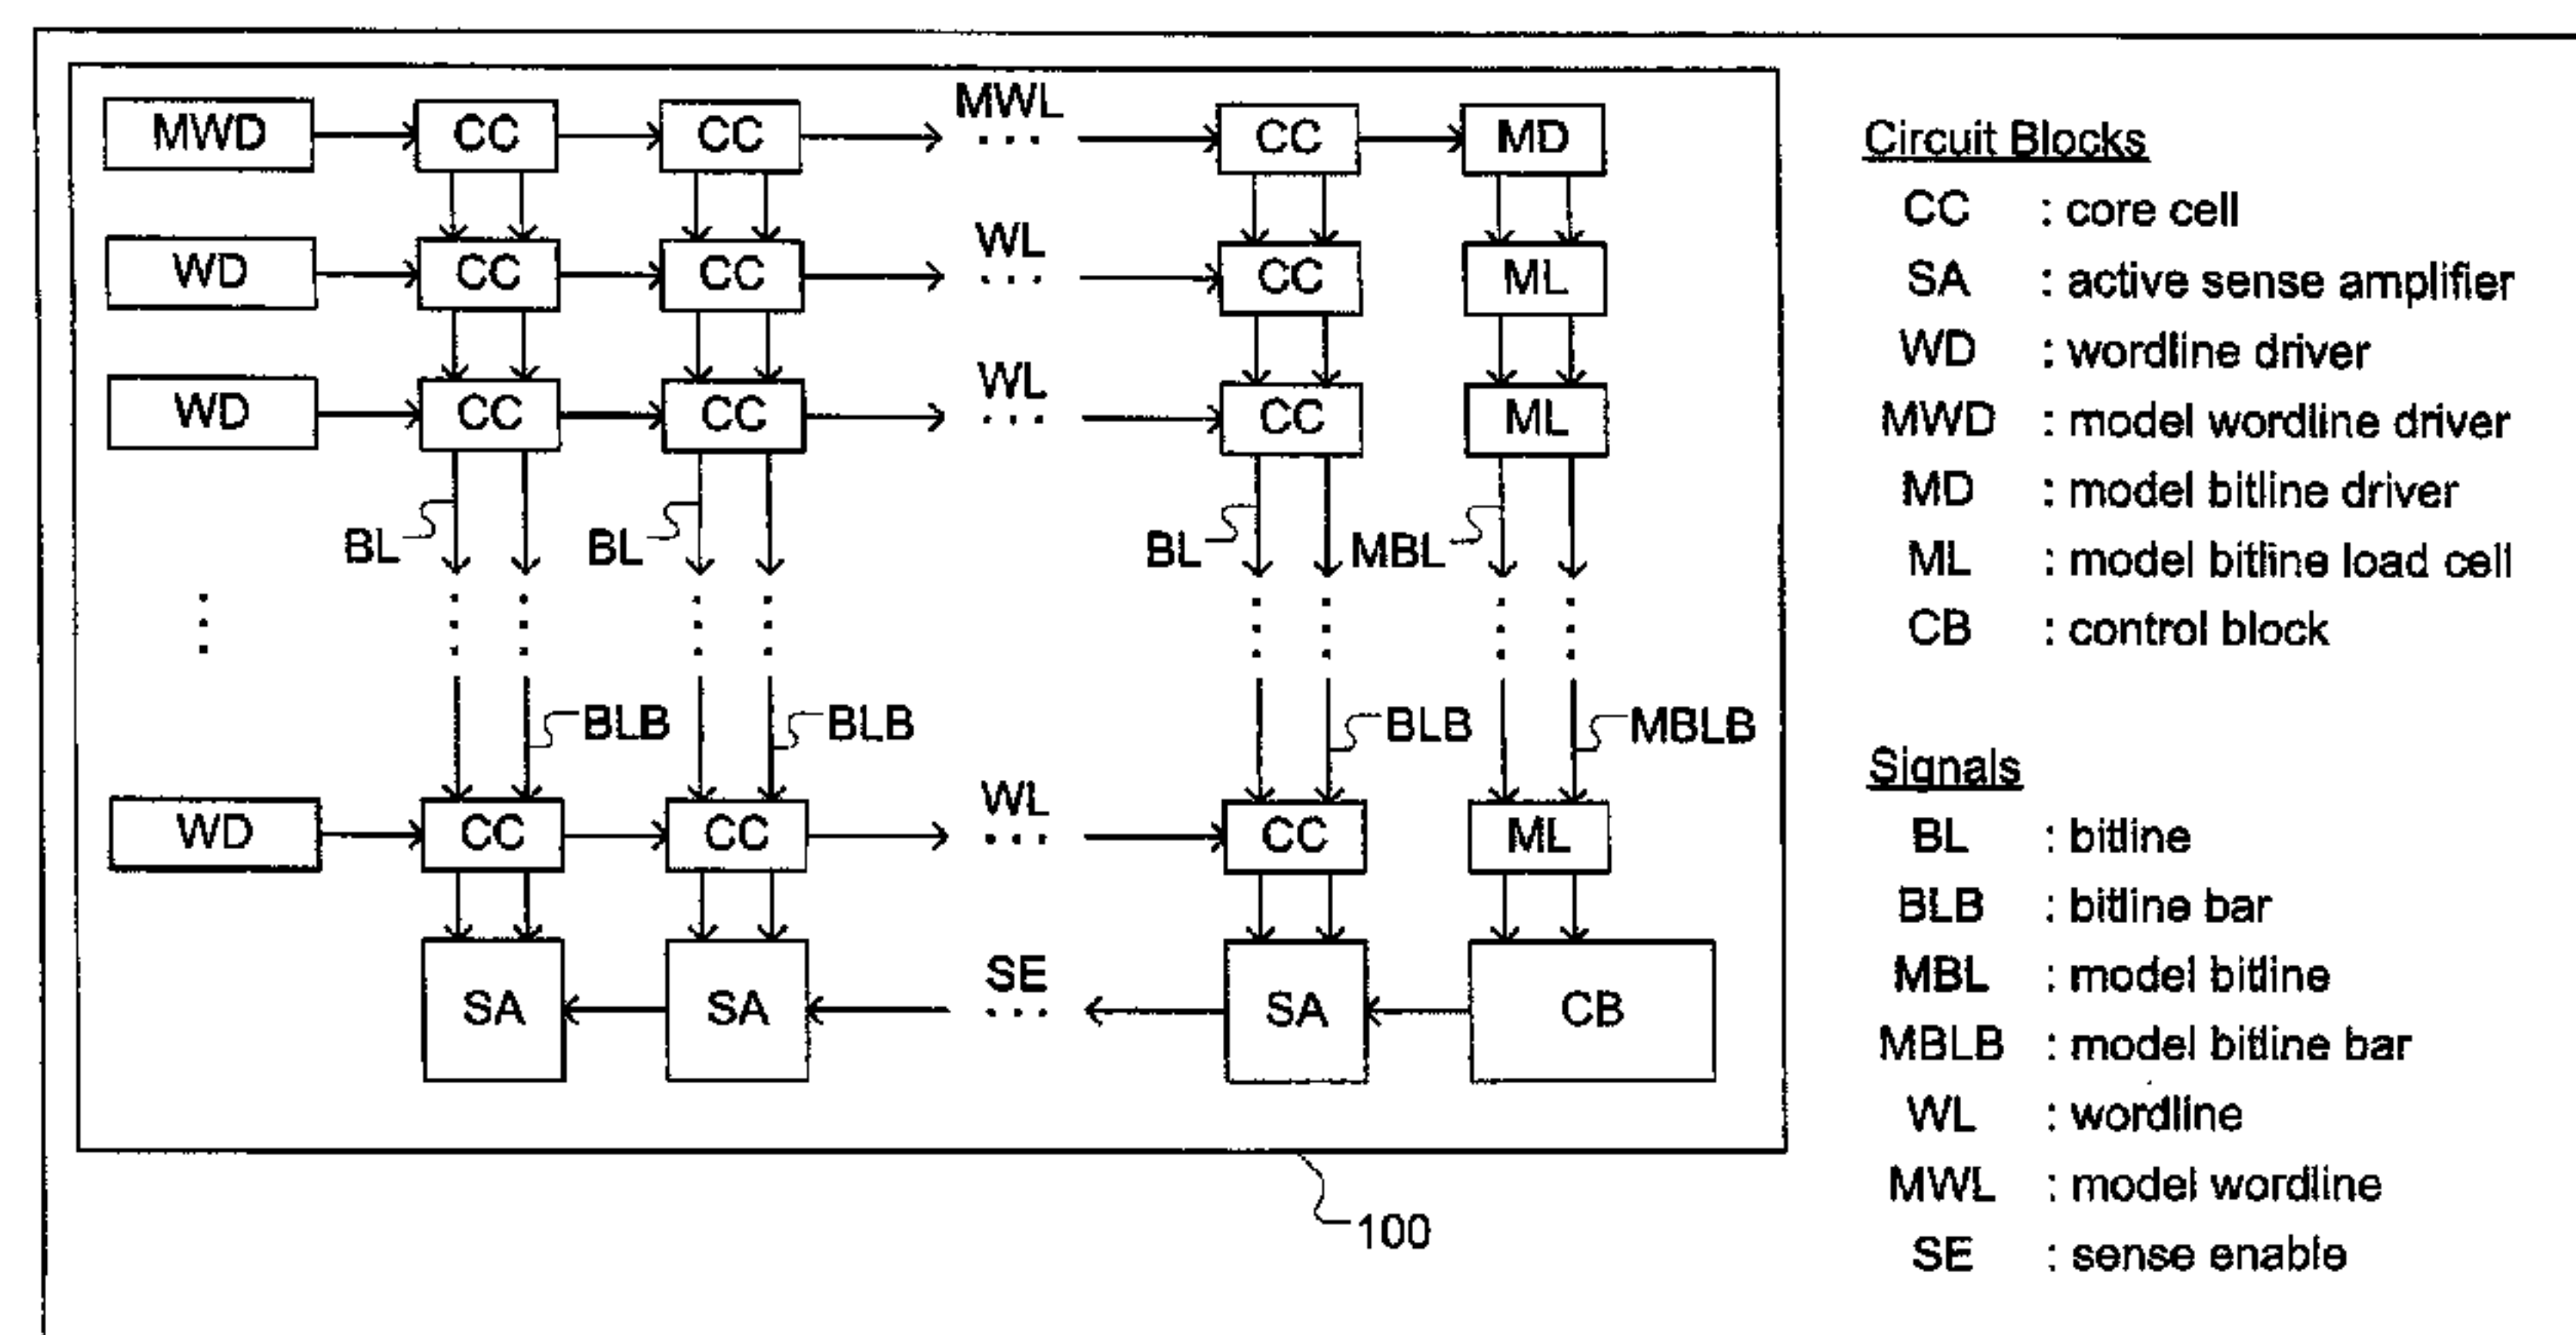 MWD CC CC MWL ... CC MD
WD CC CC WL ... CC ML
WD CC CC WL ... CC ML
BL BL BL MBL
BLB BLB BLB MBLB
WD CC CC WL ... CC ML
SA SA SE ... SA CB
100
Circuit Blocks
CC : core cell
SA : active sense amplifier
WD : wordline driver
MWD : model wordline driver
MD : model bitline driver
ML : model bitline load cell
CB : control block
Signals
BL : bitline
BLB : bitline bar
MBL : model bitline
MBLB : model bitline bar
WL : wordline
MWL : model wordline
SE : sense enable